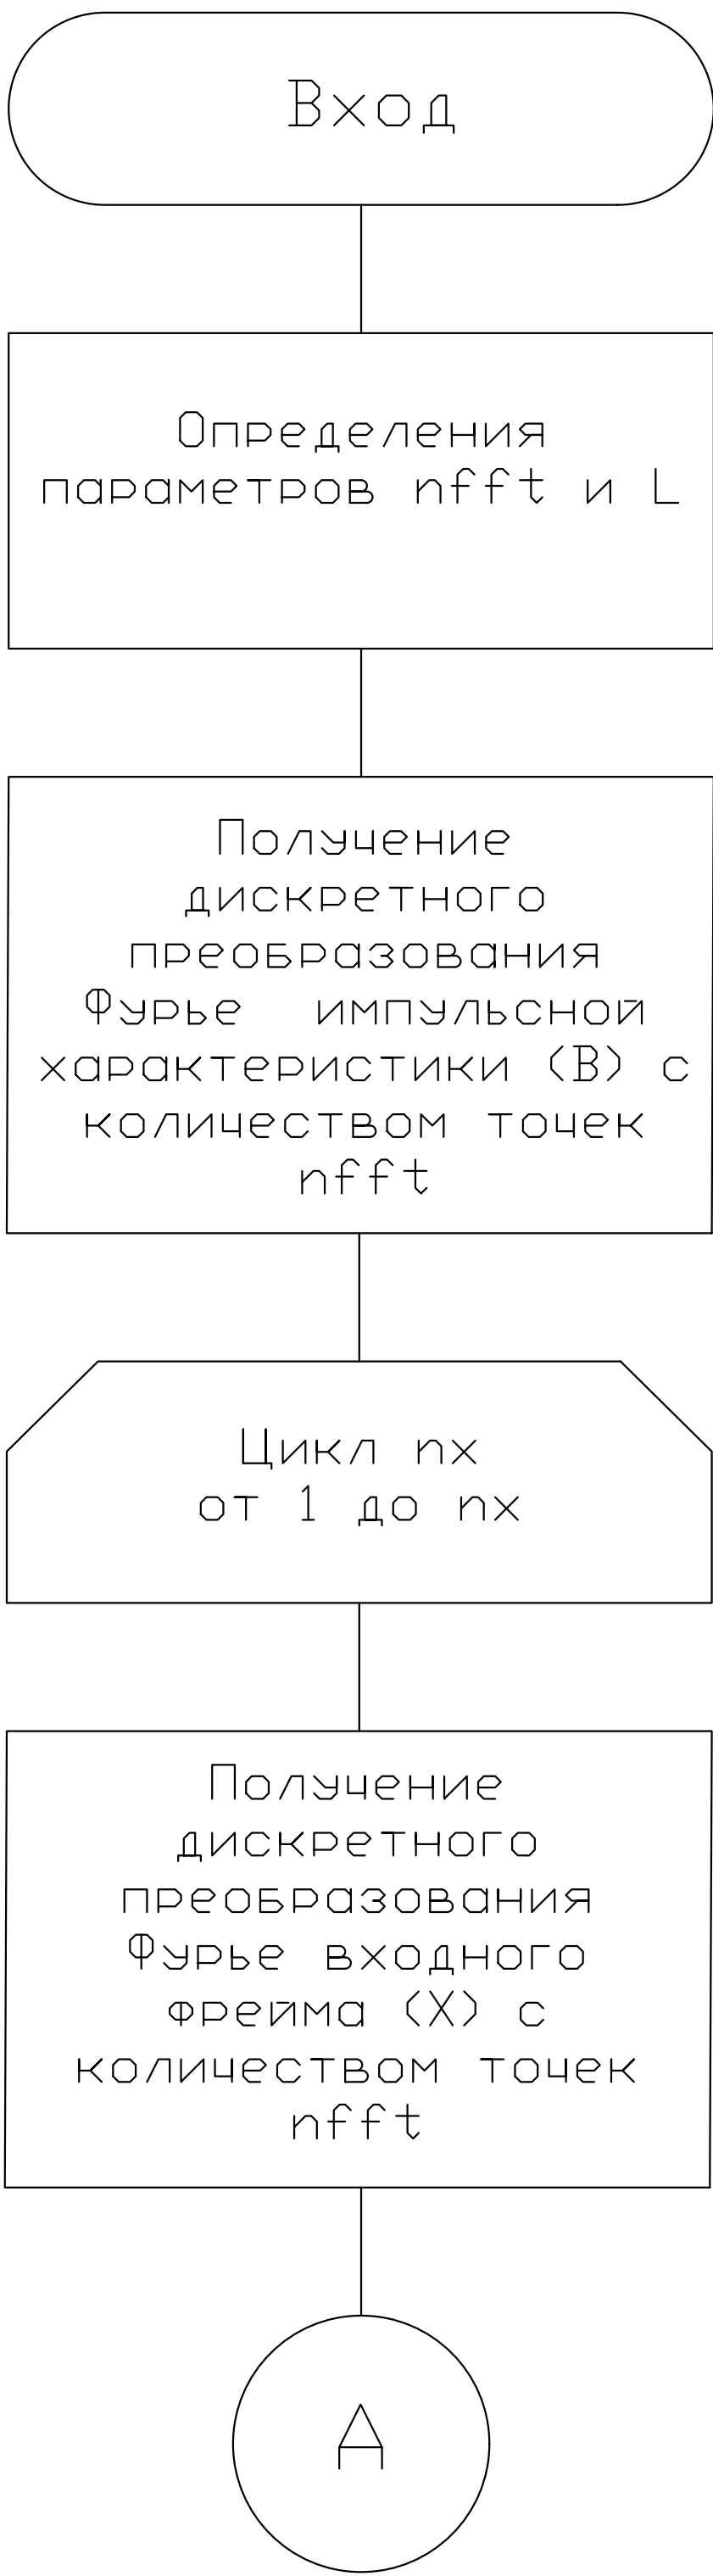 Вход
Определения
параметров nfft и L
Получение
дискретного
преобразования
Фурье импульсной
характеристики (В) с
количеством точек
nfft
Цикл nx
от 1 до nx
Получение
дискретного
преобразования
Фурье входного
фрейма (X) с
количеством точек
nfft
А